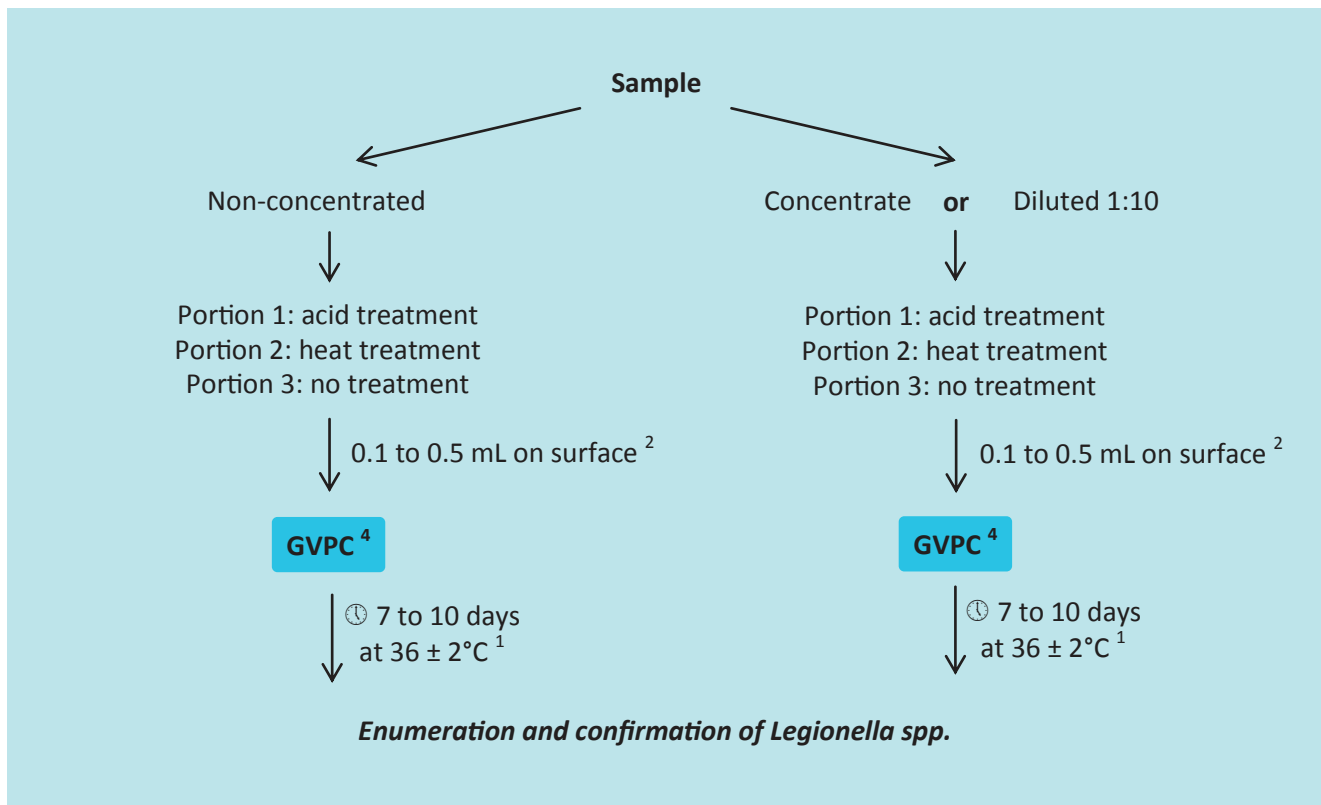 Sample
Non-concentrated
Concentrate or Diluted 1:10
Portion 1: acid treatment
Portion 2: heat treatment
Portion 3: no treatment
Portion 1: acid treatment
Portion 2: heat treatment
Portion 3: no treatment
0.1 to 0.5 mL on surface 2
0.1 to 0.5 mL on surface 2
GVPC 4
GVPC 4
7 to 10 days
at 36 ± 2°C 1
7 to 10 days
at 36 ± 2°C 1
Enumeration and confirmation of Legionella spp.